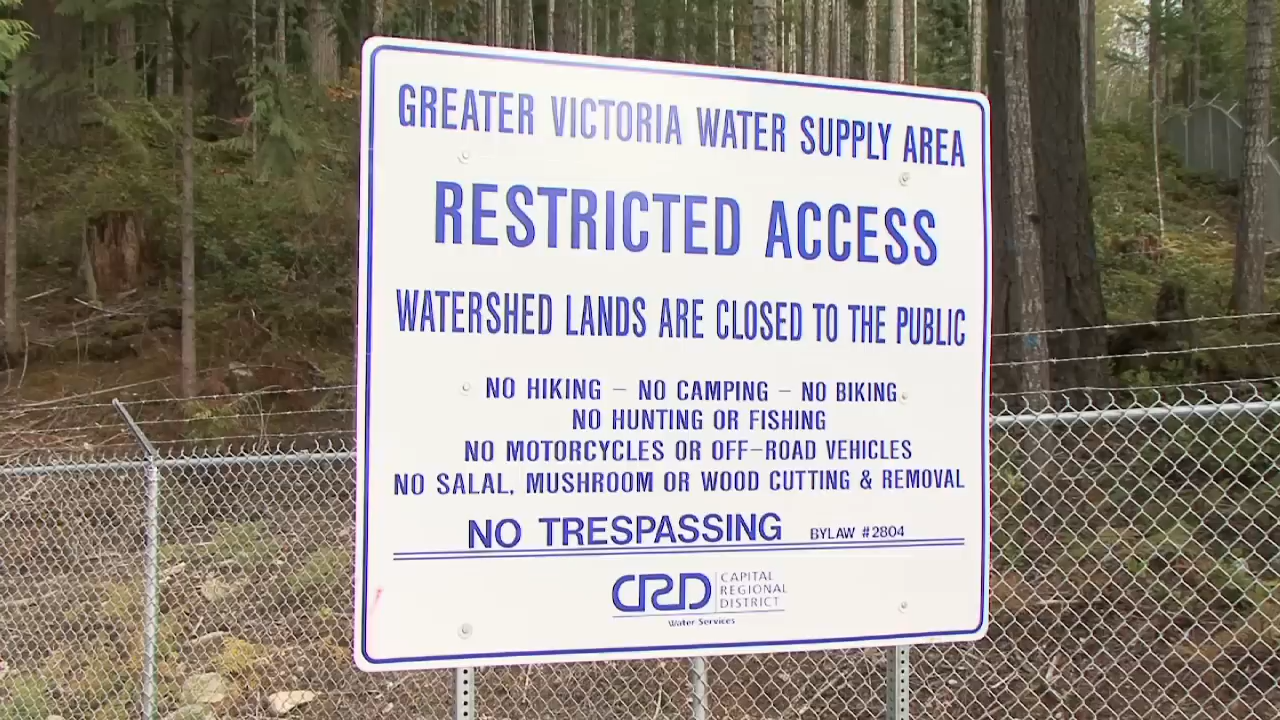 GREATER VICTORIA WATER SUPPLY AREA
RESTRICTED ACCESS
WATERSHED LANDS ARE CLOSED TO THE PUBLIC
NO HIKING – NO CAMPING – NO BIKING
NO HUNTING OR FISHING
NO MOTORCYCLES OR OFF-ROAD VEHICLES
NO SALAL, MUSHROOM OR WOOD CUTTING & REMOVAL
NO TRESPASSING BYLAW #2804
CRD CAPITAL
REGIONAL
DISTRICT
Water Services